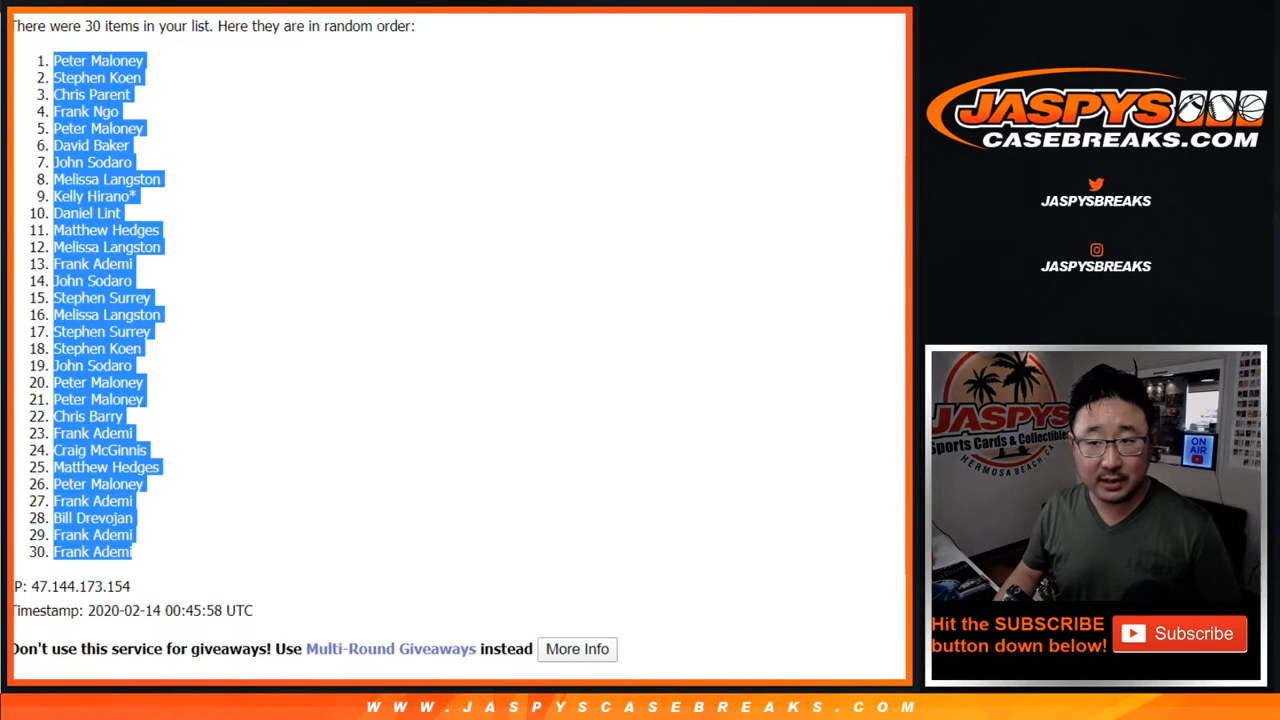 There were 30 items in your list. Here they are in random order:
1. Peter Maloney
2. Stephen Koen
3. Chris Parent
4. Frank Ngo
5. Peter Maloney
6. David Baker
7. John Sodaro
8. Melissa Langston
9. Kelly Hirano*
10. Daniel Lint
11. Matthew Hedges
12. Melissa Langston
13. Frank Ademi
14. John Sodaro
15. Stephen Surrey
16. Melissa Langston
17. Stephen Surrey
18. Stephen Koen
19. John Sodaro
20. Peter Maloney
21. Peter Maloney
22. Chris Barry
23. Frank Ademi
24. Craig McGinnis
25. Matthew Hedges
26. Peter Maloney
27. Frank Ademi
28. Bill Drevojan
29. Frank Ademi
30. Frank Ademi
P: 47.144.173.154
Timestamp: 2020-02-14 00:45:58 UTC
Don't use this service for giveaways! Use Multi-Round Giveaways instead More Info
JASPYS
CASEBREAKS.COM
JASPYSBREAKS
JASPYSBREAKS
JASPYS
Sports Cards & Collectibles
HERMOSA BEACH, CA
ON
AIR
Hit the SUBSCRIBE
button down below!
Subscribe
WWW.JASPYSCASEBREAKS.COM